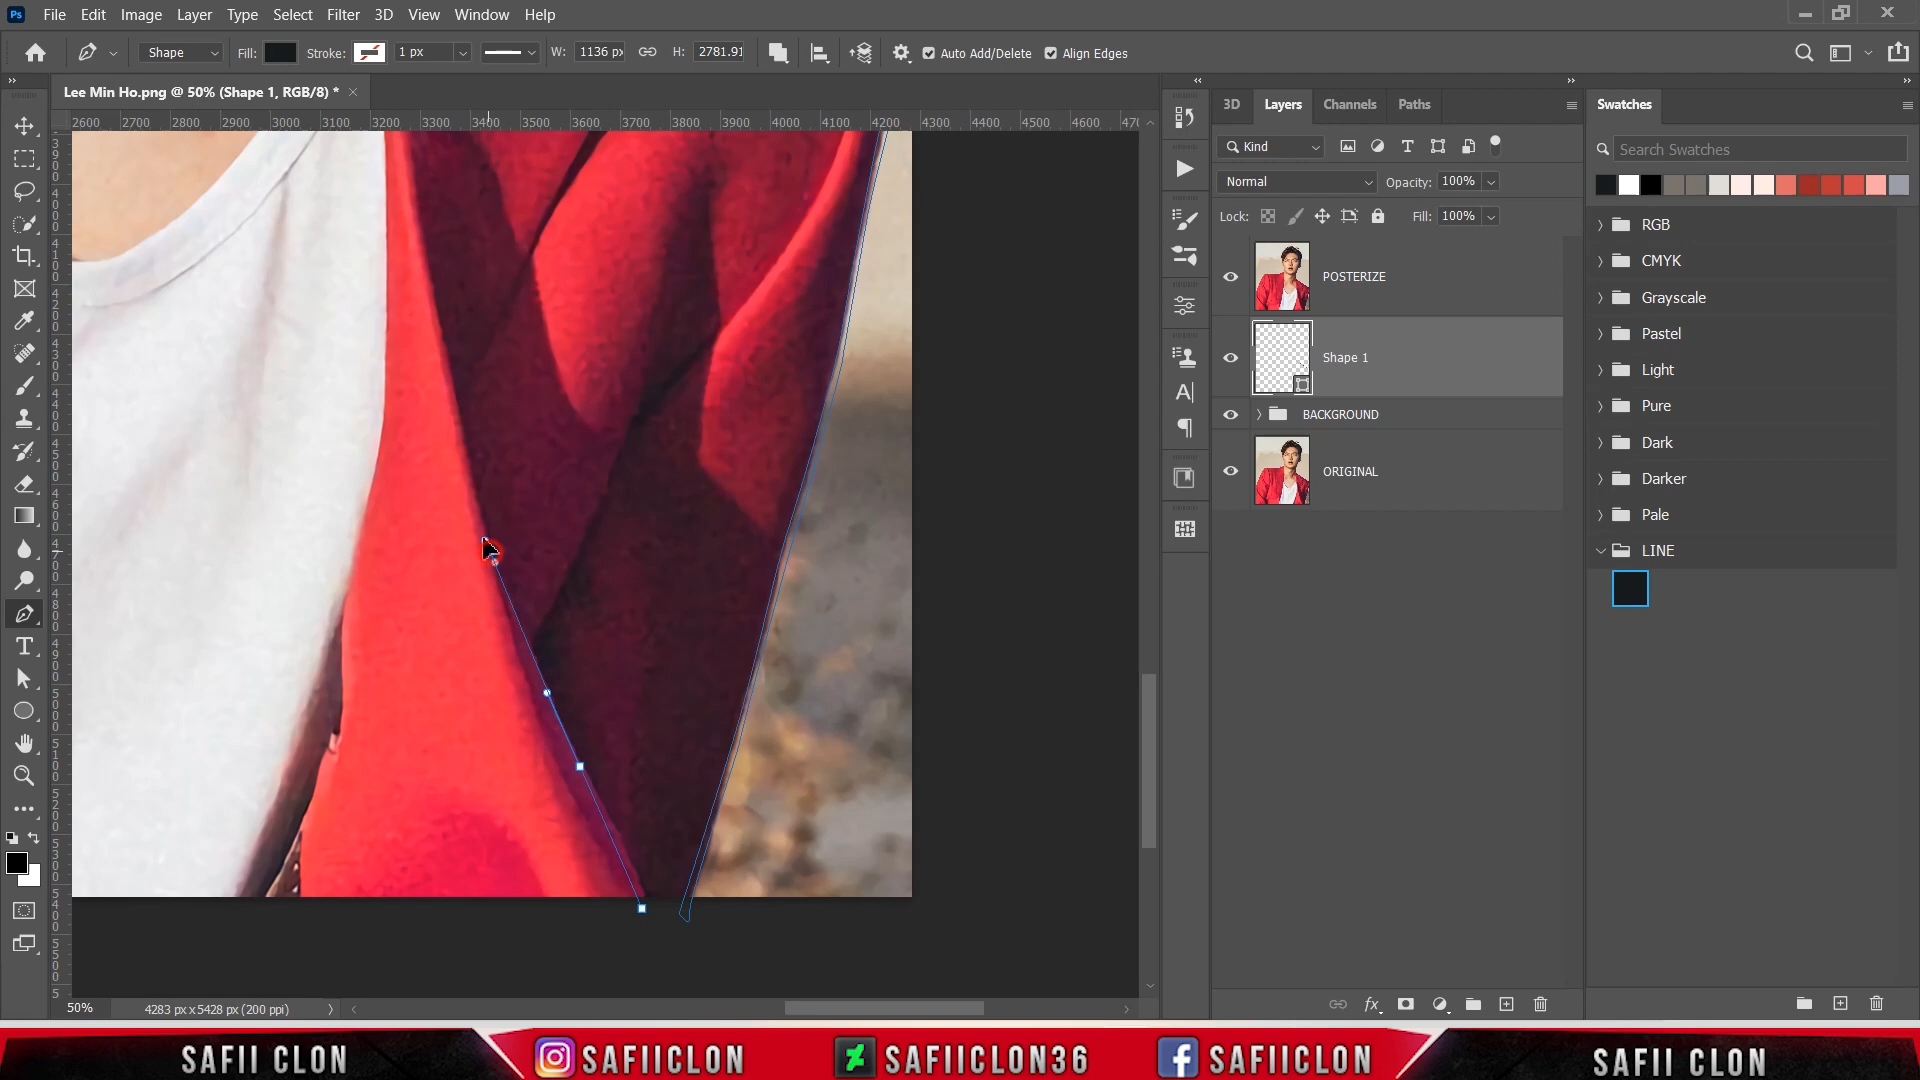 Ps File Edit Image Layer Type Select Filter 3D View Window Help
Shape Fill: Stroke: 1 px W: 1136 px H: 2781.91 Auto Add/Delete Align Edges
Lee Min Ho.png @ 50% (Shape 1, RGB/8) *
2600 2700 2800 2900 3000 3100 3200 3300 3400 3500 3600 3700 3800 3900 4000 4100 4200 4300 4400 4500 4600
3D Layers Channels Paths
Kind
Normal Opacity: 100%
Lock: Fill: 100%
POSTERIZE
Shape 1
BACKGROUND
ORIGINAL
Swatches
Search Swatches
RGB
CMYK
Grayscale
Pastel
Light
Pure
Dark
Darker
Pale
LINE
50% 4283 px x 5428 px (200 ppi)
fx
SAFII CLON SAFIICLON SAFIICLON36 SAFIICLON SAFII CLON